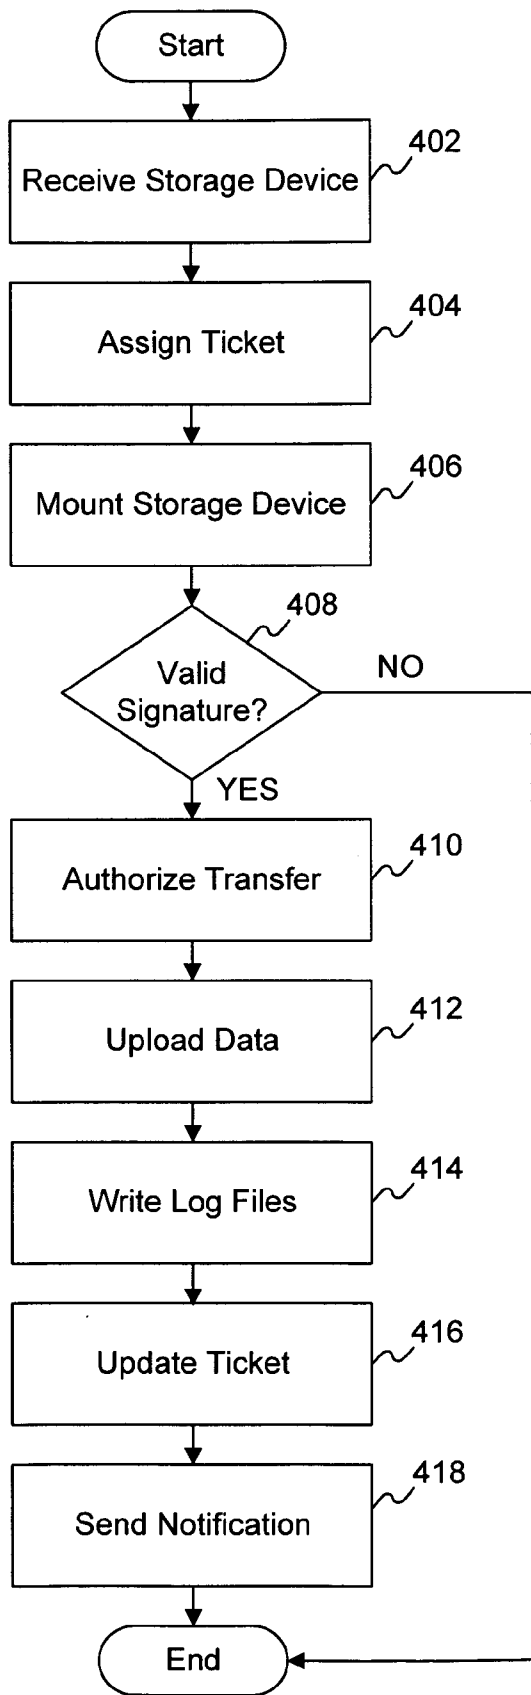 Start
402
Receive Storage Device
404
Assign Ticket
406
Mount Storage Device
408
Valid
Signature?
NO
YES
410
Authorize Transfer
412
Upload Data
414
Write Log Files
416
Update Ticket
418
Send Notification
End